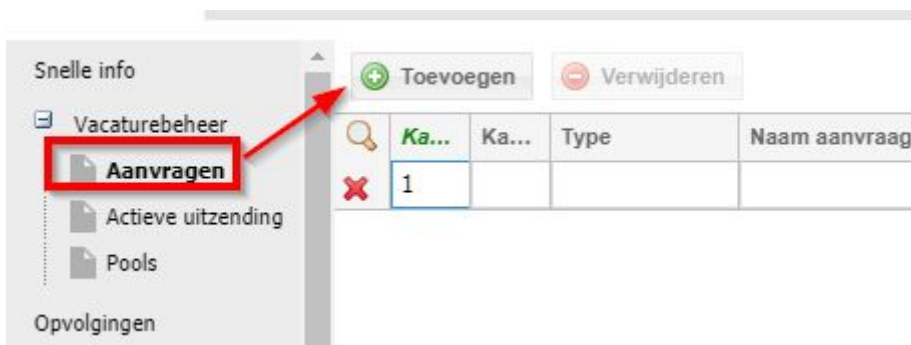 Snelle info
Vacaturebeheer
Aanvragen
Actieve uitzending
Pools
Opvolgingen
Toevoegen Verwijderen
Ka... Ka... Type Naam aanvraag
1